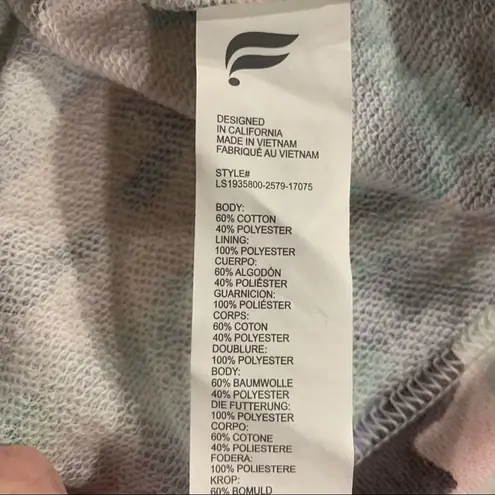 DESIGNED
IN CALIFORNIA
MADE IN VIETNAM
FABRIQUÉ AU VIETNAM
STYLE#
LS1935800-2579-17075
BODY:
60% COTTON
40% POLYESTER
LINING:
100% POLYESTER
CUERPO:
60% ALGODÓN
40% POLIÉSTER
GUARNICION:
100% POLIÉSTER
CORPS:
60% COTON
40% POLYESTER
DOUBLURE:
100% POLYESTER
BODY:
60% BAUMWOLLE
40% POLYESTER
DIE FUTTERUNG:
100% POLYESTER
CORPO:
60% COTONE
40% POLIESTERE
FODERA:
100% POLIESTERE
KROP:
60% BOMULD